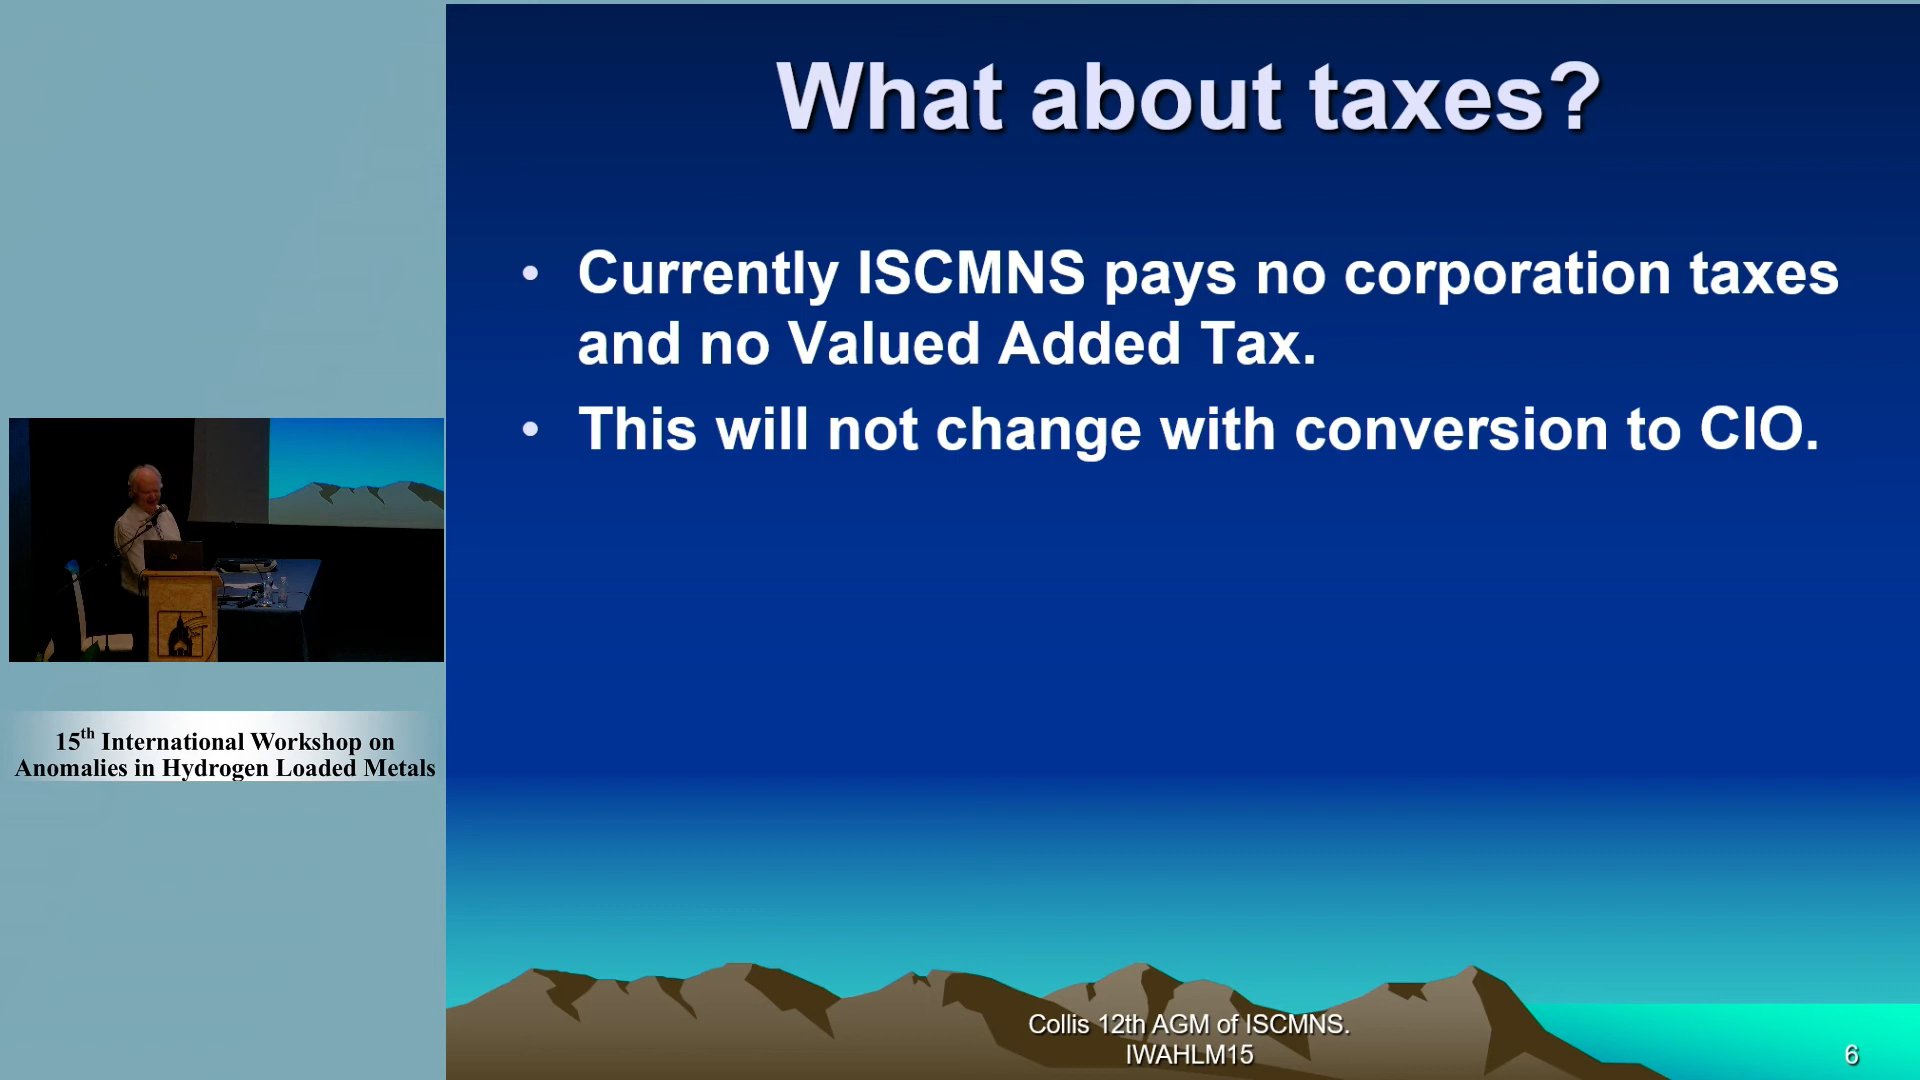 What about taxes?
• Currently ISCMNS pays no corporation taxes
and no Valued Added Tax.
• This will not change with conversion to CIO.
15th International Workshop on
Anomalies in Hydrogen Loaded Metals
Collis 12th AGM of ISCMNS.
IWAHLM15
6